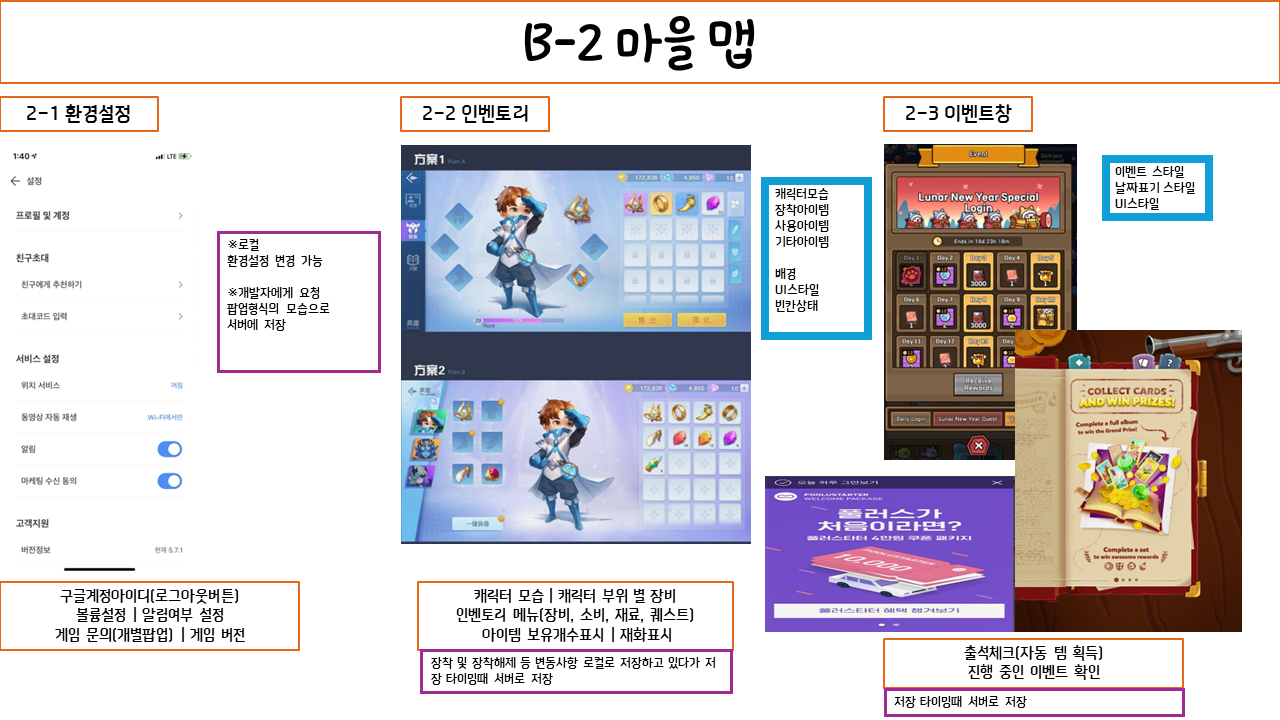 B-2 마을 맵
2-1 환경설정
1:40
LTE
설정
프로필 및 계정
친구초대
친구에게 추천하기
초대코드 입력
서비스 설정
위치 서비스
꺼짐
동영상 자동 재생
Wi-Fi에서만
알림
마케팅 수신 동의
고객지원
버전정보
현재 5.7.1
※로컬
환경설정 변경 가능
※개발자에게 요청
팝업형식의 모습으로
서버에 저장
구글계정아이디(로그아웃버튼)
볼륨설정 | 알림여부 설정
게임 문의(개별팝업) | 게임 버전
2-2 인벤토리
方案1 Plan A
172,836
4,850
10
售出
強化
方案2 Plan B
172,836
4,850
10
캐릭터모습
장착아이템
사용아이템
기타아이템
배경
UI스타일
빈칸상태
캐릭터 모습 | 캐릭터 부위 별 장비
인벤토리 메뉴(장비, 소비, 재료, 퀘스트)
아이템 보유개수표시 | 재화표시
장착 및 장착해제 등 변동사항 로컬로 저장하고 있다가 저
장 타이밍때 서버로 저장
2-3 이벤트창
Event
Lunar New Year Special
Login
Ends in 18d 23h 18m
Day 1
Day 2
Day 3
Day 4
Day 5
3000
Day 6
Day 7
Day 8
Day 9
3000
Day 11
Day 12
Receive
Rewards
Daily Login
Lunar New Year Quest
이벤트 스타일
날짜표기 스타일
UI스타일
COLLECT CARDS
AND WIN PRIZES!
Complete a full album
to win the Grand Prize!
Complete a set
to win awesome rewards
오늘 하루 그만보기
POOLUSTARTER
WELCOME PACKAGE
풀러스가
처음이라면?
풀러스타터 4만원 쿠폰 패키지
POOLUSTARTER
10,000
풀러스타터 혜택 챙겨보기
출석체크(자동 템 획득)
진행 중인 이벤트 확인
저장 타이밍때 서버로 저장